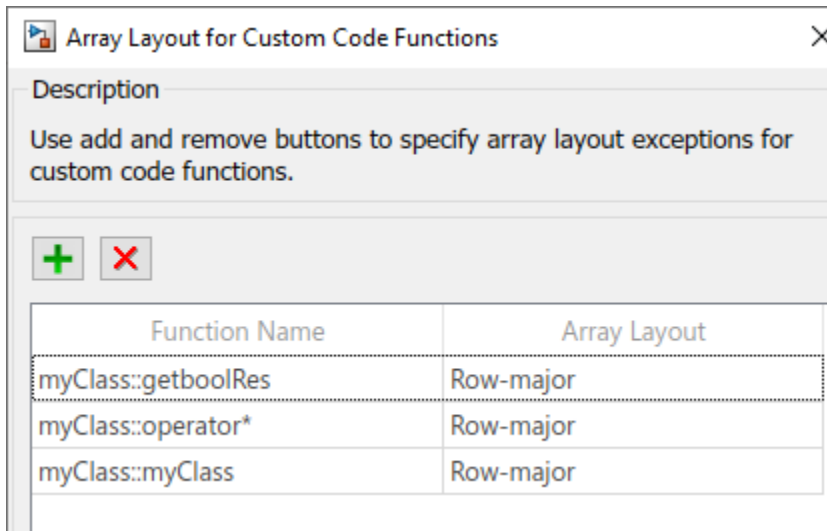 Array Layout for Custom Code Functions
Description
Use add and remove buttons to specify array layout exceptions for
custom code functions.
Function Name Array Layout
myClass::getboolRes Row-major
myClass::operator* Row-major
myClass::myClass Row-major